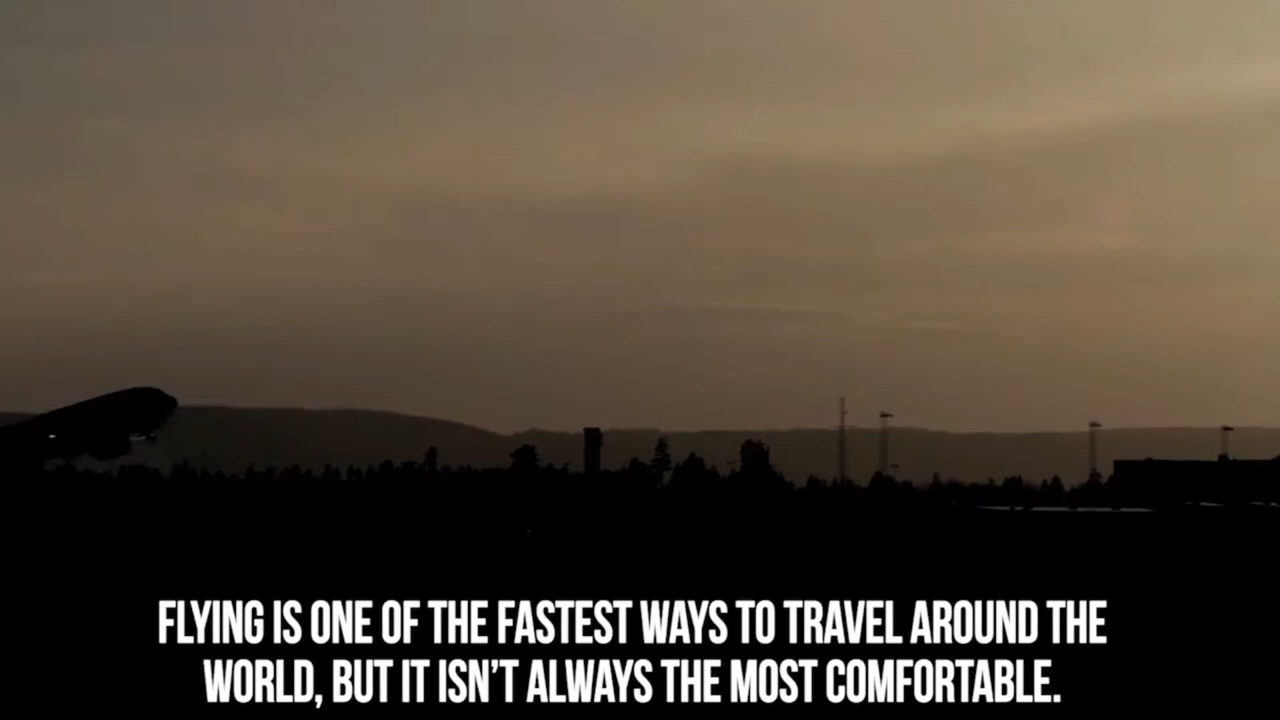 FLYING IS ONE OF THE FASTEST WAYS TO TRAVEL AROUND THE
WORLD, BUT IT ISN'T ALWAYS THE MOST COMFORTABLE.